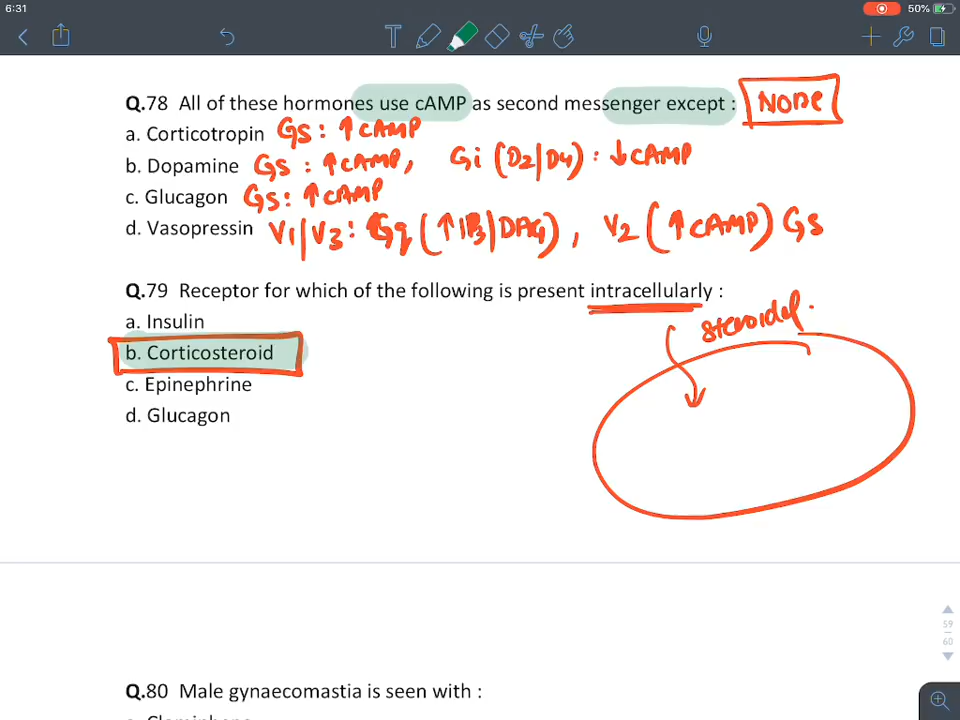 6:31
50%
T
Q.78 All of these hormones use cAMP as second messenger except : NONE
a. Corticotropin GS : ↑ CAMP
b. Dopamine GS : ↑ CAMP, Gi (D2|D4) : ↓ CAMP
c. Glucagon GS : ↑ CAMP
d. Vasopressin V1|V3 : Gq (↑ IP3|DAG), V2 (↑ CAMP) GS
Q.79 Receptor for which of the following is present intracellularly :
a. Insulin steroidal
b. Corticosteroid
c. Epinephrine
d. Glucagon
59
60
Q.80 Male gynaecomastia is seen with :